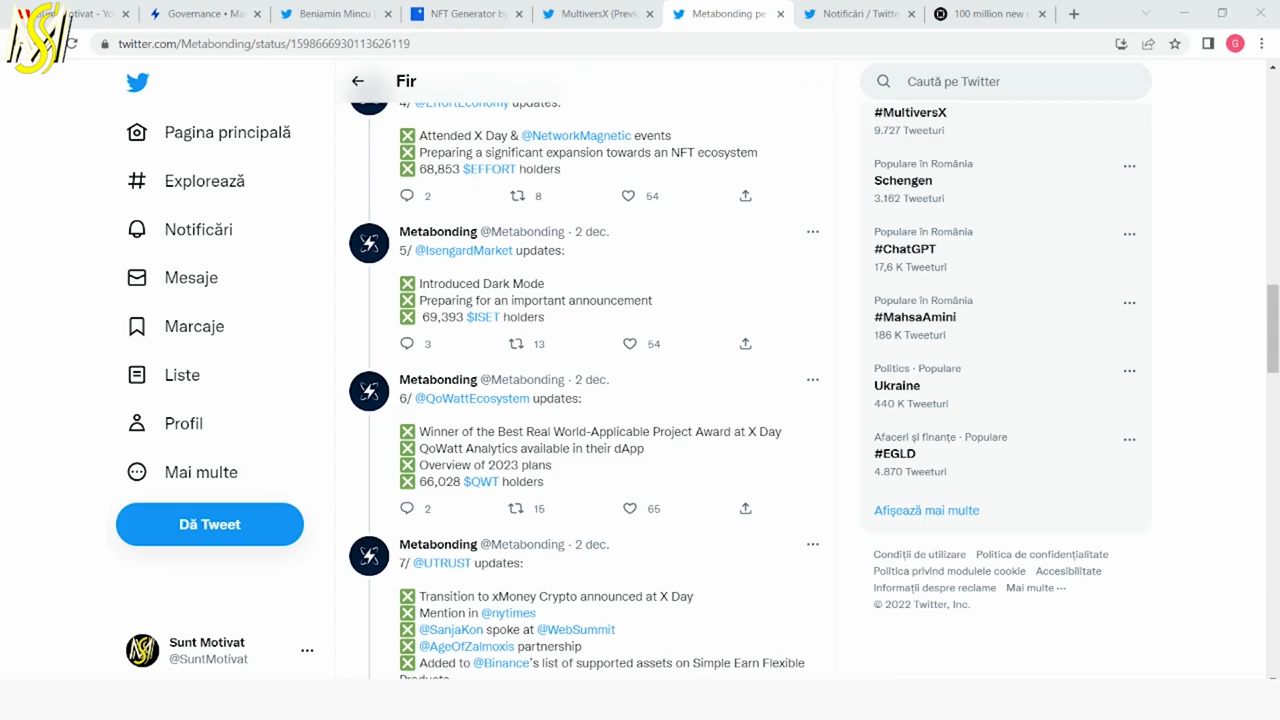 Sunt Motivat - Yo
Governance • Ma
Beniamin Mincu |
NFT Generator by
MultiversX (Previ
Metabonding pe
Notificări / Twitte
100 million new u
twitter.com/Metabonding/status/1598666930113626119
G
Fir
Caută pe Twitter
Pagina principală
Explorează
Notificări
Mesaje
Marcaje
Liste
Profil
Mai multe
Dă Tweet
Sunt Motivat
@SuntMotivat
4/ @EffortEconomy updates:
❎ Attended X Day & @NetworkMagnetic events
❎ Preparing a significant expansion towards an NFT ecosystem
❎ 68,853 $EFFORT holders
2 8 54
Metabonding @Metabonding · 2 dec.
5/ @IsengardMarket updates:
❎ Introduced Dark Mode
❎ Preparing for an important announcement
❎ 69,393 $ISET holders
3 13 54
Metabonding @Metabonding · 2 dec.
6/ @QoWattEcosystem updates:
❎ Winner of the Best Real World-Applicable Project Award at X Day
❎ QoWatt Analytics available in their dApp
❎ Overview of 2023 plans
❎ 66,028 $QWT holders
2 15 65
Metabonding @Metabonding · 2 dec.
7/ @UTRUST updates:
❎ Transition to xMoney Crypto announced at X Day
❎ Mention in @nytimes
❎ @SanjaKon spoke at @WebSummit
❎ @AgeOfZalmoxis partnership
❎ Added to @Binance's list of supported assets on Simple Earn Flexible
Products
#MultiversX
9.727 Tweeturi
Populare în România
Schengen
3.162 Tweeturi
Populare în România
#ChatGPT
17,6 K Tweeturi
Populare în România
#MahsaAmini
186 K Tweeturi
Politics · Populare
Ukraine
440 K Tweeturi
Afaceri și finanțe · Populare
#EGLD
4.870 Tweeturi
Afișează mai multe
Condiții de utilizare Politica de confidențialitate
Politica privind modulele cookie Accesibilitate
Informații despre reclame Mai multe ···
© 2022 Twitter, Inc.